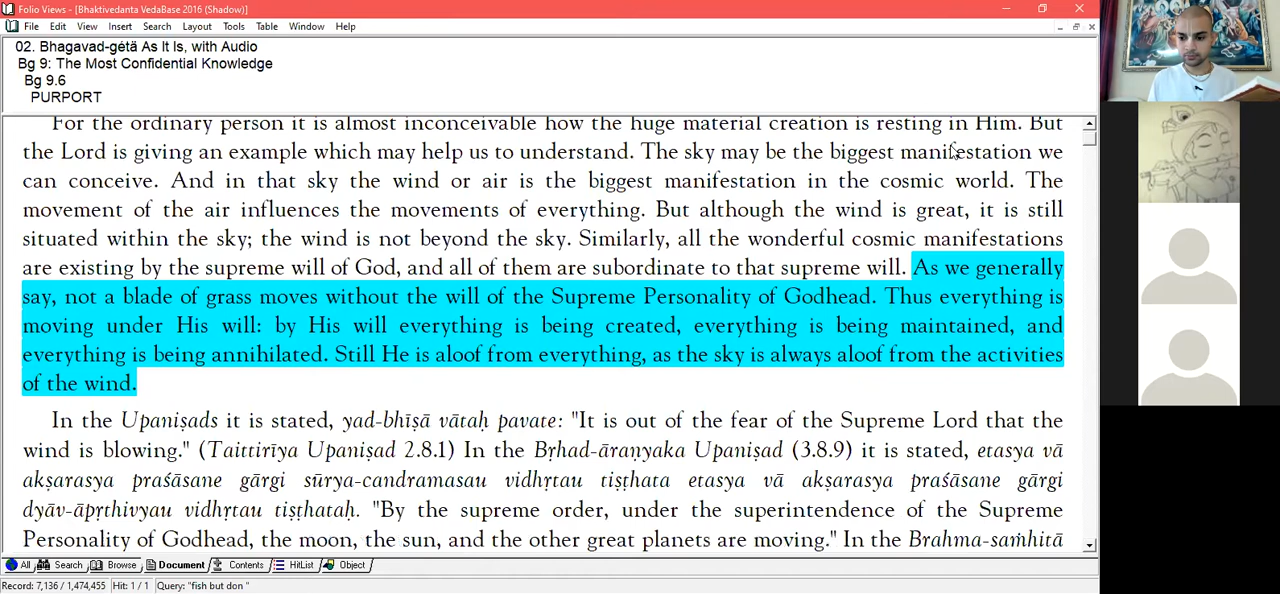 Folio Views - [Bhaktivedanta VedaBase 2016 (Shadow)]
File Edit View Insert Search Layout Tools Table Window Help
02. Bhagavad-gétä As It Is, with Audio
Bg 9: The Most Confidential Knowledge
Bg 9.6
PURPORT
For the ordinary person it is almost inconceivable how the huge material creation is resting in Him. But
the Lord is giving an example which may help us to understand. The sky may be the biggest manifestation we
can conceive. And in that sky the wind or air is the biggest manifestation in the cosmic world. The
movement of the air influences the movements of everything. But although the wind is great, it is still
situated within the sky; the wind is not beyond the sky. Similarly, all the wonderful cosmic manifestations
are existing by the supreme will of God, and all of them are subordinate to that supreme will. As we generally
say, not a blade of grass moves without the will of the Supreme Personality of Godhead. Thus everything is
moving under His will: by His will everything is being created, everything is being maintained, and
everything is being annihilated. Still He is aloof from everything, as the sky is always aloof from the activities
of the wind.
In the Upaniṣads it is stated, yad-bhīṣā vātaḥ pavate: "It is out of the fear of the Supreme Lord that the
wind is blowing." (Taittirīya Upaniṣad 2.8.1) In the Bṛhad-āraṇyaka Upaniṣad (3.8.9) it is stated, etasya vā
akṣarasya praśāsane gārgi sūrya-candramasau vidhṛtau tiṣṭhata etasya vā akṣarasya praśāsane gārgi
dyāv-āpṛthivyau vidhṛtau tiṣṭhataḥ. "By the supreme order, under the superintendence of the Supreme
Personality of Godhead, the moon, the sun, and the other great planets are moving." In the Brahma-saṁhitā
All Search Browse Document Contents HitList Object
Record: 7,136 / 1,474,455 Hit: 1 / 1 Query: "fish but don "